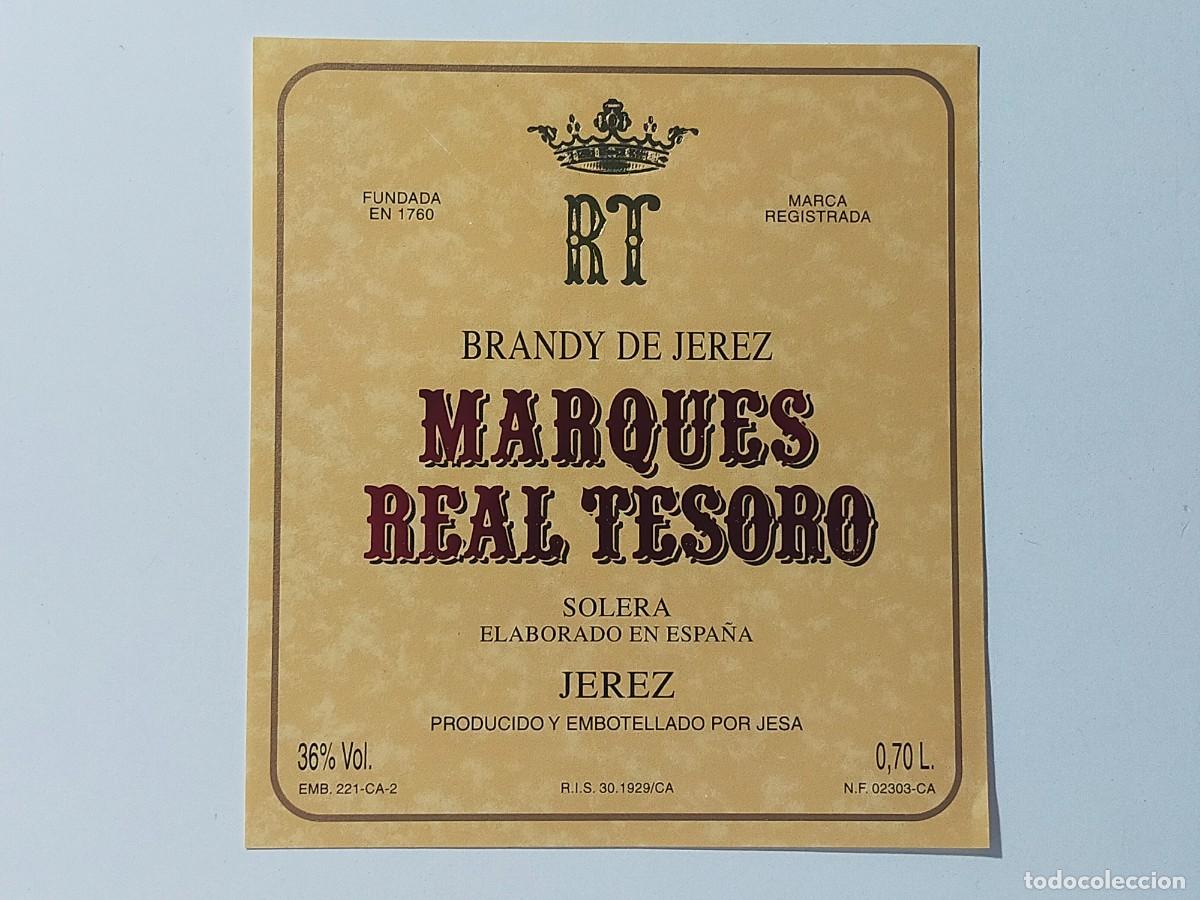 RT
FUNDADA
EN 1760
MARCA
REGISTRADA
BRANDY DE JEREZ
MARQUES
REAL TESORO
SOLERA
ELABORADO EN ESPAÑA
JEREZ
PRODUCIDO Y EMBOTELLADO POR JESA
36% Vol.
0,70 L.
EMB. 221-CA-2
R.I.S. 30.1929/CA
N.F. 02303-CA
todocoleccion